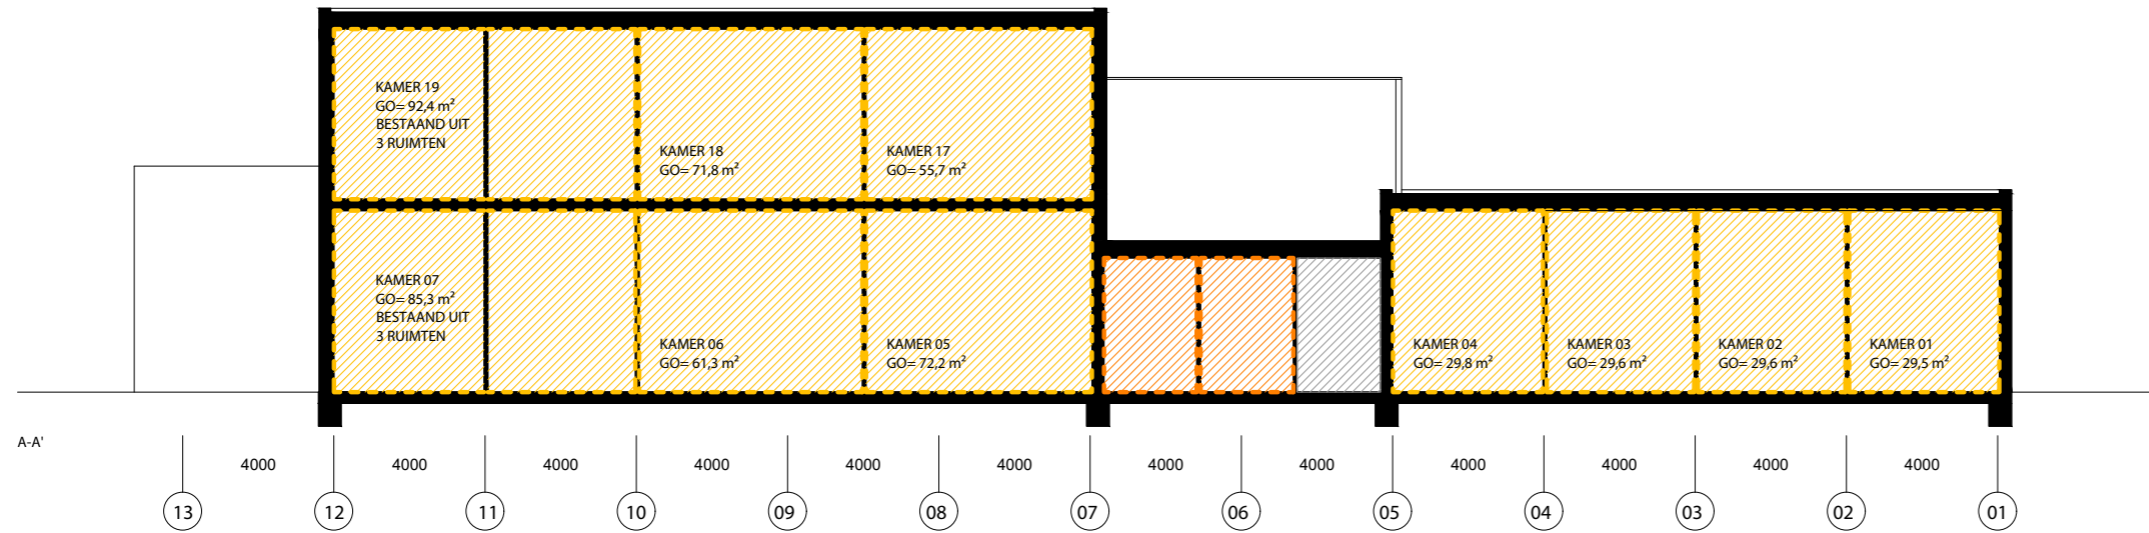 KAMER 19
GO= 92,4 m²
BESTAAND UIT
3 RUIMTEN
KAMER 18
GO= 71,8 m²
KAMER 17
GO= 55,7 m²
KAMER 07
GO= 85,3 m²
BESTAAND UIT
3 RUIMTEN
KAMER 06
GO= 61,3 m²
KAMER 05
GO= 72,2 m²
KAMER 04
GO= 29,8 m²
KAMER 03
GO= 29,6 m²
KAMER 02
GO= 29,6 m²
KAMER 01
GO= 29,5 m²
A-A'
4000 4000 4000 4000 4000 4000 4000 4000 4000 4000 4000 4000
13 12 11 10 09 08 07 06 05 04 03 02 01